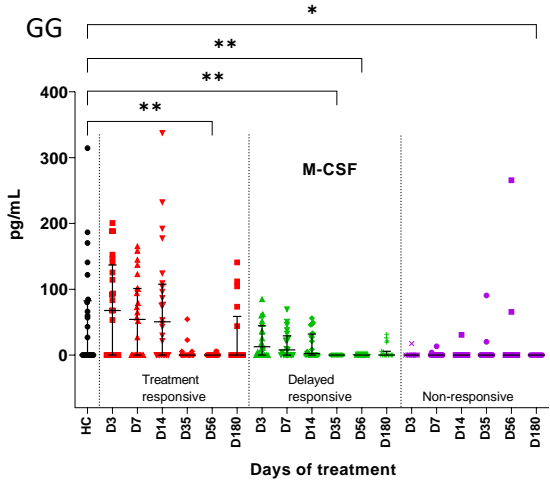 GG
*
**
**
**
400
300
200
100
0
pg/mL
M-CSF
Treatment
responsive
Delayed
responsive
Non-responsive
HC D3 D7 D14 D35 D56 D180 D3 D7 D14 D35 D56 D180 D3 D7 D14 D35 D56 D180
Days of treatment